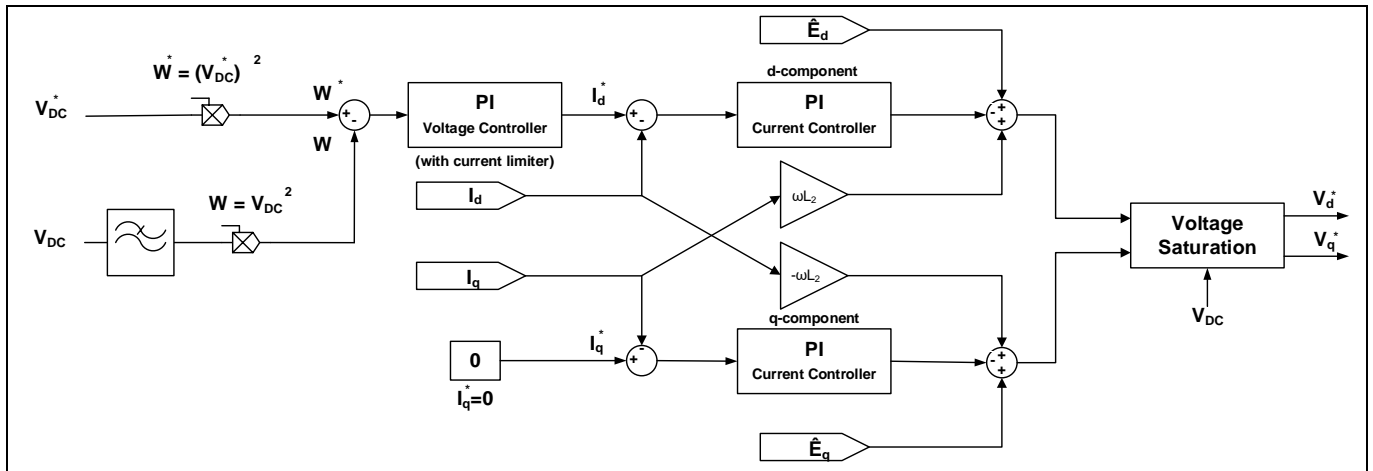 Ê_d
W* = (V_DC*)²
d-component
V_DC*
W*
PI
Voltage Controller
I_d*
+
-
+
-
PI
Current Controller
-
+
+
W
(with current limiter)
I_d
ωL₂
W = V_DC²
V_DC
Voltage
Saturation
V_d*
V_q*
I_q
-ωL₂
V_DC
q-component
0
I_q*
-
+
PI
Current Controller
-
+
+
I_q*=0
Ê_q